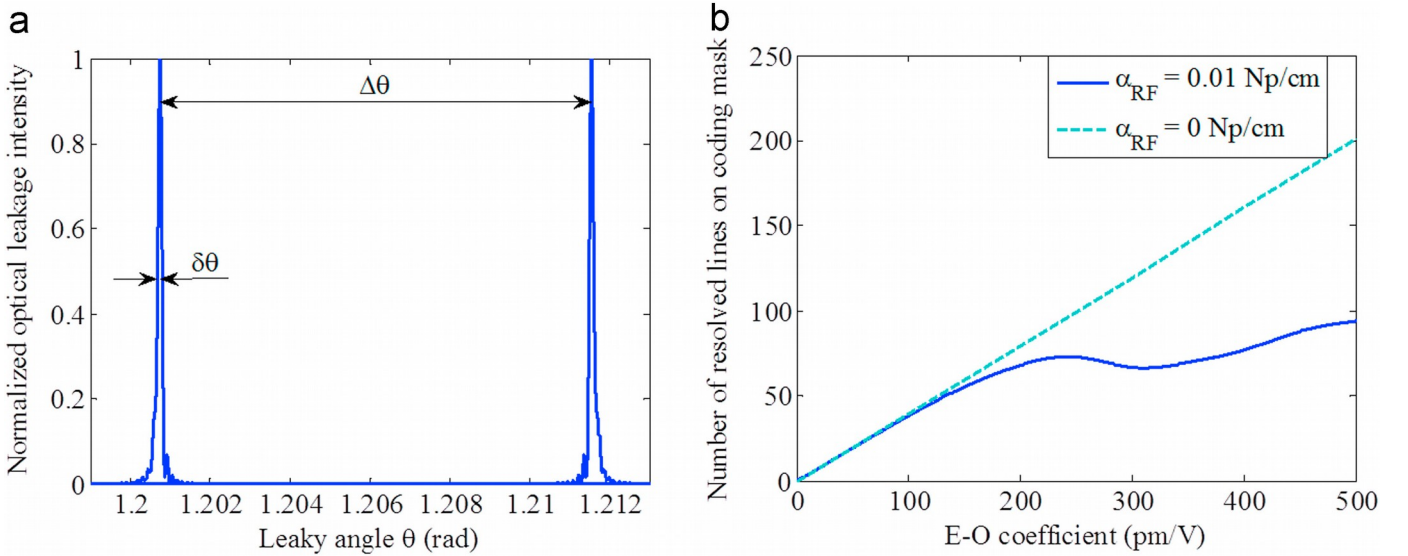 a
Normalized optical leakage intensity
1
0.8
0.6
0.4
0.2
0
Δθ
δθ
1.2 1.202 1.204 1.206 1.208 1.21 1.212
Leaky angle θ (rad)
b
Number of resolved lines on coding mask
250
200
150
100
50
0
α_RF = 0.01 Np/cm
α_RF = 0 Np/cm
0 100 200 300 400 500
E-O coefficient (pm/V)